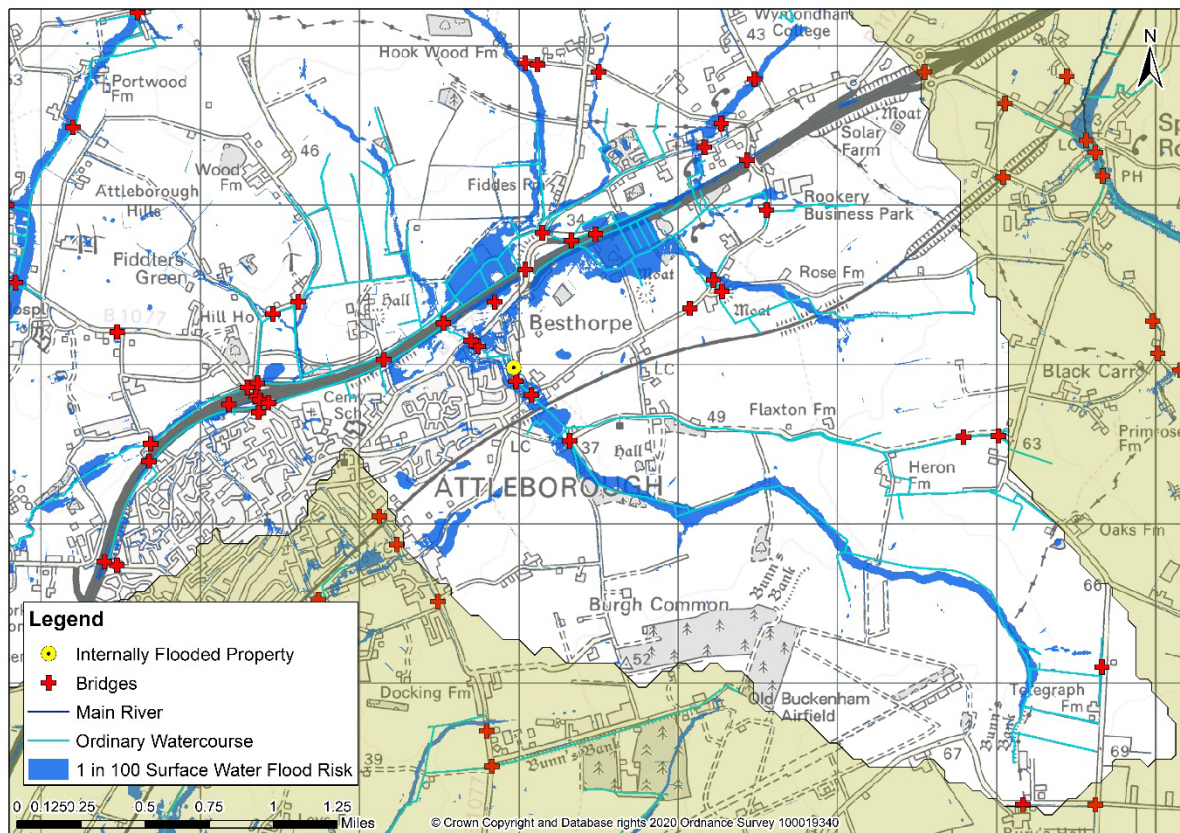 Wymondham
43 College
Hook Wood Fm
53
Portwood
Fm
N
Moat
Solar
Farm
LC
PH
46
Wood
Fm
Attleborough
Hills
Fiddes Fm
34
Rookery
Business Park
Fiddlers
Green
Moat
Rose Fm
Hall
B 1077
Hill Ho
Moat
Besthorpe
LC
Black Carr
Cem
Sch
Flaxton Fm
49
LC
37
Hall
63
Primrose
Fm
Heron
Fm
ATTLEBOROUGH
Oaks Fm
Bunn's
Bank
66
Burgh Common
52
Docking Fm
Old Buckenham
Airfield
Telegraph
Fm
Bunn's
Bank
Bunn's Bank
39
1077
67
69
Legend
Internally Flooded Property
Bridges
Main River
Ordinary Watercourse
1 in 100 Surface Water Flood Risk
0 0.125 0.25 0.5 0.75 1 1.25
Miles
© Crown Copyright and Database rights 2020 Ordnance Survey 100019340